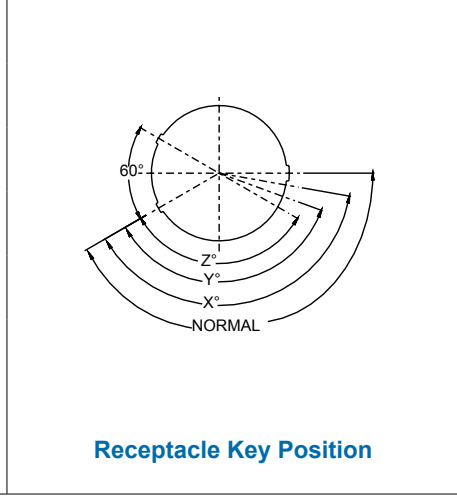 60°
Z°
Y°
X°
NORMAL
Receptacle Key Position